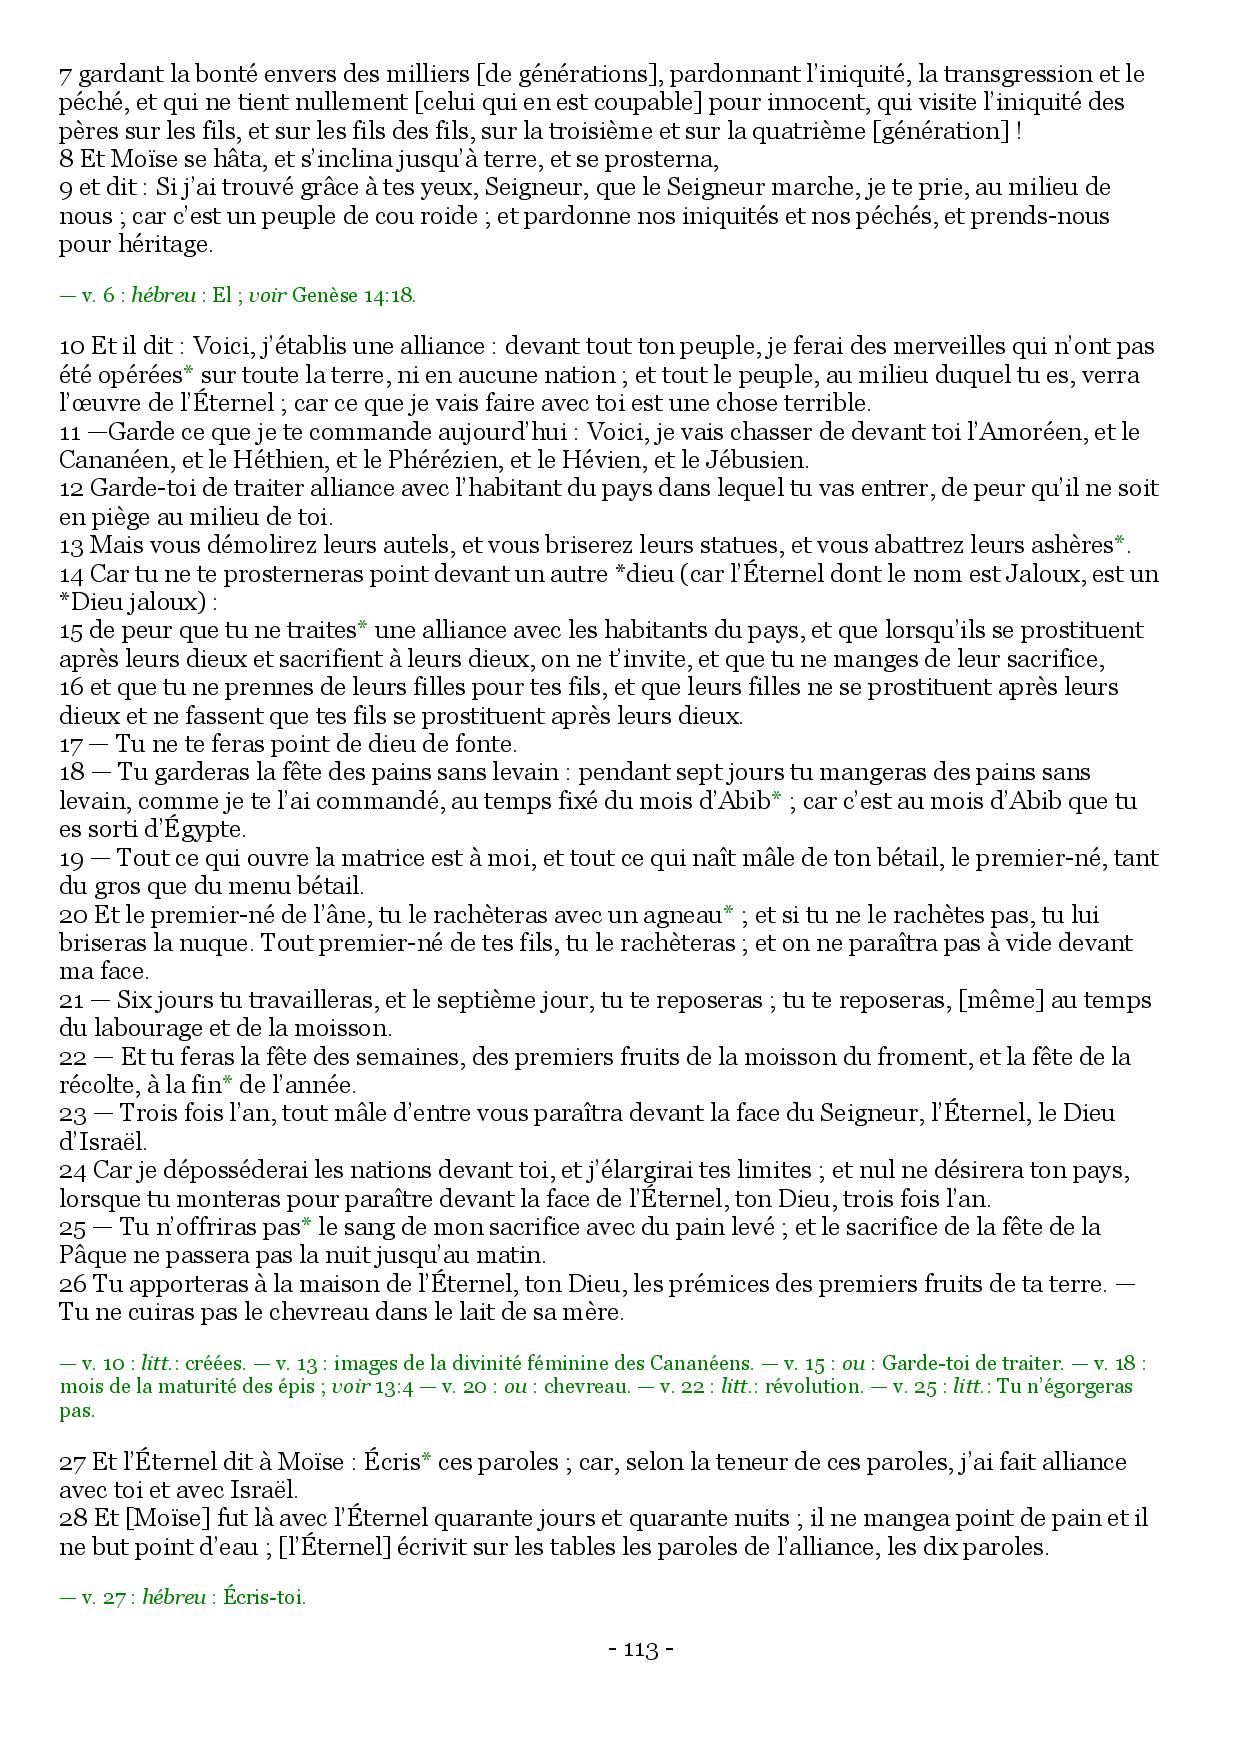 7 gardant la bonté envers des milliers [de générations], pardonnant l’iniquité, la transgression et le
péché, et qui ne tient nullement [celui qui en est coupable] pour innocent, qui visite l’iniquité des
pères sur les fils, et sur les fils des fils, sur la troisième et sur la quatrième [génération] !
8 Et Moïse se hâta, et s’inclina jusqu’à terre, et se prosterna,
9 et dit : Si j’ai trouvé grâce à tes yeux, Seigneur, que le Seigneur marche, je te prie, au milieu de
nous ; car c’est un peuple de cou roide ; et pardonne nos iniquités et nos péchés, et prends-nous
pour héritage.
— v. 6 : hébreu : El ; voir Genèse 14:18.
10 Et il dit : Voici, j’établis une alliance : devant tout ton peuple, je ferai des merveilles qui n’ont pas
été opérées* sur toute la terre, ni en aucune nation ; et tout le peuple, au milieu duquel tu es, verra
l’œuvre de l’Éternel ; car ce que je vais faire avec toi est une chose terrible.
11 —Garde ce que je te commande aujourd’hui : Voici, je vais chasser de devant toi l’Amoréen, et le
Cananéen, et le Héthien, et le Phérézien, et le Hévien, et le Jébusien.
12 Garde-toi de traiter alliance avec l’habitant du pays dans lequel tu vas entrer, de peur qu’il ne soit
en piège au milieu de toi.
13 Mais vous démolirez leurs autels, et vous briserez leurs statues, et vous abattrez leurs ashères*.
14 Car tu ne te prosterneras point devant un autre *dieu (car l’Éternel dont le nom est Jaloux, est un
*Dieu jaloux) :
15 de peur que tu ne traites* une alliance avec les habitants du pays, et que lorsqu’ils se prostituent
après leurs dieux et sacrifient à leurs dieux, on ne t’invite, et que tu ne manges de leur sacrifice,
16 et que tu ne prennes de leurs filles pour tes fils, et que leurs filles ne se prostituent après leurs
dieux et ne fassent que tes fils se prostituent après leurs dieux.
17 — Tu ne te feras point de dieu de fonte.
18 — Tu garderas la fête des pains sans levain : pendant sept jours tu mangeras des pains sans
levain, comme je te l’ai commandé, au temps fixé du mois d’Abib* ; car c’est au mois d’Abib que tu
es sorti d’Égypte.
19 — Tout ce qui ouvre la matrice est à moi, et tout ce qui naît mâle de ton bétail, le premier-né, tant
du gros que du menu bétail.
20 Et le premier-né de l’âne, tu le rachèteras avec un agneau* ; et si tu ne le rachètes pas, tu lui
briseras la nuque. Tout premier-né de tes fils, tu le rachèteras ; et on ne paraîtra pas à vide devant
ma face.
21 — Six jours tu travailleras, et le septième jour, tu te reposeras ; tu te reposeras, [même] au temps
du labourage et de la moisson.
22 — Et tu feras la fête des semaines, des premiers fruits de la moisson du froment, et la fête de la
récolte, à la fin* de l’année.
23 — Trois fois l’an, tout mâle d’entre vous paraîtra devant la face du Seigneur, l’Éternel, le Dieu
d’Israël.
24 Car je déposséderai les nations devant toi, et j’élargirai tes limites ; et nul ne désirera ton pays,
lorsque tu monteras pour paraître devant la face de l’Éternel, ton Dieu, trois fois l’an.
25 — Tu n’offriras pas* le sang de mon sacrifice avec du pain levé ; et le sacrifice de la fête de la
Pâque ne passera pas la nuit jusqu’au matin.
26 Tu apporteras à la maison de l’Éternel, ton Dieu, les prémices des premiers fruits de ta terre. —
Tu ne cuiras pas le chevreau dans le lait de sa mère.
— v. 10 : litt.: créées. — v. 13 : images de la divinité féminine des Cananéens. — v. 15 : ou : Garde-toi de traiter. — v. 18 :
mois de la maturité des épis ; voir 13:4 — v. 20 : ou : chevreau. — v. 22 : litt.: révolution. — v. 25 : litt.: Tu n’égorgeras
pas.
27 Et l’Éternel dit à Moïse : Écris* ces paroles ; car, selon la teneur de ces paroles, j’ai fait alliance
avec toi et avec Israël.
28 Et [Moïse] fut là avec l’Éternel quarante jours et quarante nuits ; il ne mangea point de pain et il
ne but point d’eau ; [l’Éternel] écrivit sur les tables les paroles de l’alliance, les dix paroles.
— v. 27 : hébreu : Écris-toi.
- 113 -